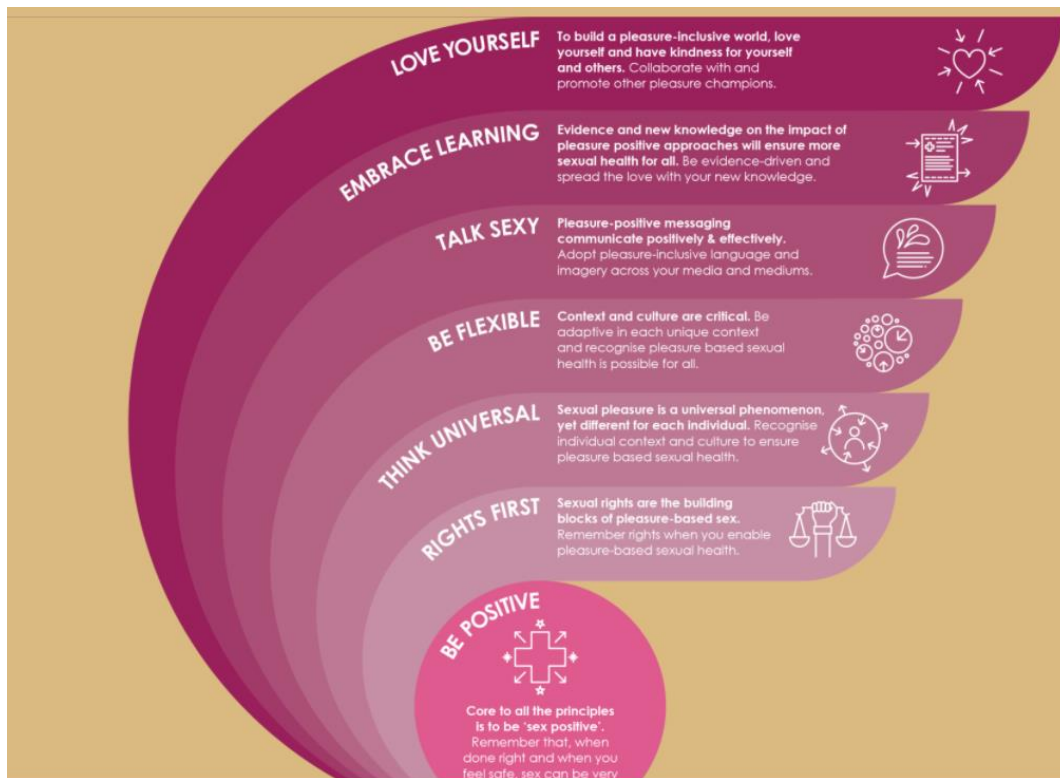 LOVE YOURSELF
To build a pleasure-inclusive world, love
yourself and have kindness for yourself
and others. Collaborate with and
promote other pleasure champions.
EMBRACE LEARNING
Evidence and new knowledge on the impact of
pleasure positive approaches will ensure more
sexual health for all. Be evidence-driven and
spread the love with your new knowledge.
TALK SEXY
Pleasure-positive messaging
communicate positively & effectively.
Adopt pleasure-inclusive language and
imagery across your media and mediums.
BE FLEXIBLE
Context and culture are critical. Be
adaptive in each unique context
and recognise pleasure based sexual
health is possible for all.
THINK UNIVERSAL
Sexual pleasure is a universal phenomenon,
yet different for each individual. Recognise
individual context and culture to ensure
pleasure based sexual health.
RIGHTS FIRST
Sexual rights are the building
blocks of pleasure-based sex.
Remember rights when you enable
pleasure-based sexual health.
BE POSITIVE
Core to all the principles
is to be ‘sex positive’.
Remember that, when
done right and when you
feel safe, sex can be very